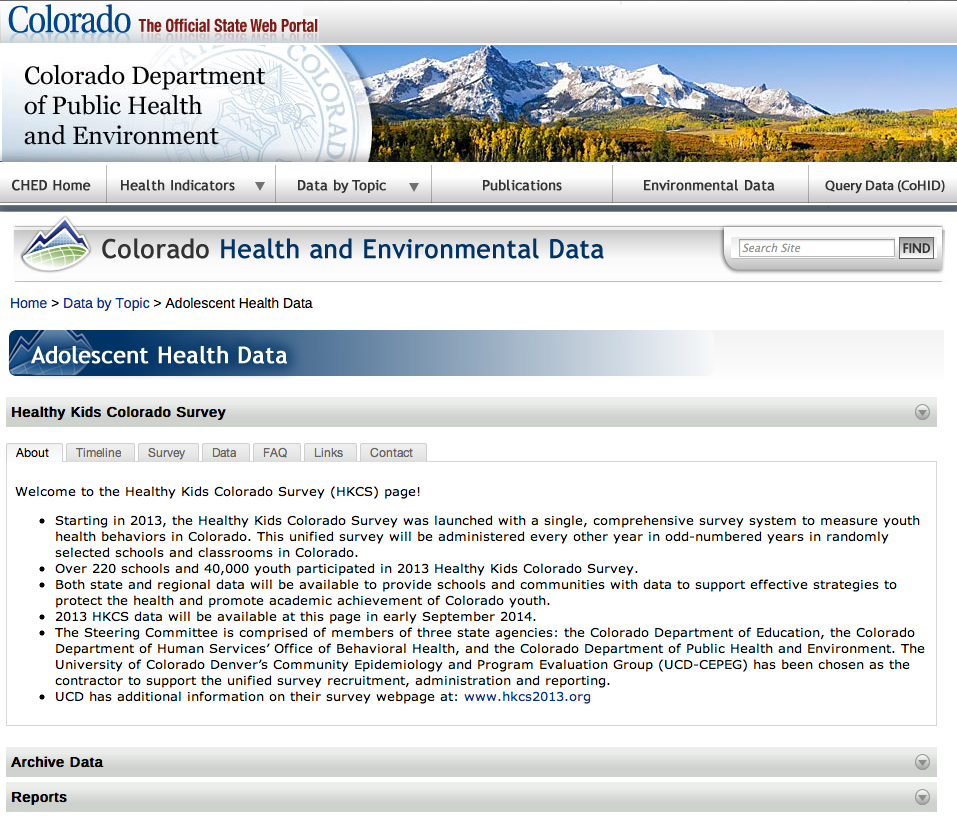 Colorado The Official State Web Portal
Colorado Department
of Public Health
and Environment
COLORADO
CHED Home Health Indicators Data by Topic Publications Environmental Data Query Data (CoHID)
Colorado Health and Environmental Data
Search Site FIND
Home > Data by Topic > Adolescent Health Data
Adolescent Health Data
Healthy Kids Colorado Survey
About Timeline Survey Data FAQ Links Contact
Welcome to the Healthy Kids Colorado Survey (HKCS) page!
• Starting in 2013, the Healthy Kids Colorado Survey was launched with a single, comprehensive survey system to measure youth
health behaviors in Colorado. This unified survey will be administered every other year in odd-numbered years in randomly
selected schools and classrooms in Colorado.
• Over 220 schools and 40,000 youth participated in 2013 Healthy Kids Colorado Survey.
• Both state and regional data will be available to provide schools and communities with data to support effective strategies to
protect the health and promote academic achievement of Colorado youth.
• 2013 HKCS data will be available at this page in early September 2014.
• The Steering Committee is comprised of members of three state agencies: the Colorado Department of Education, the Colorado
Department of Human Services' Office of Behavioral Health, and the Colorado Department of Public Health and Environment. The
University of Colorado Denver's Community Epidemiology and Program Evaluation Group (UCD-CEPEG) has been chosen as the
contractor to support the unified survey recruitment, administration and reporting.
• UCD has additional information on their survey webpage at: www.hkcs2013.org
Archive Data
Reports